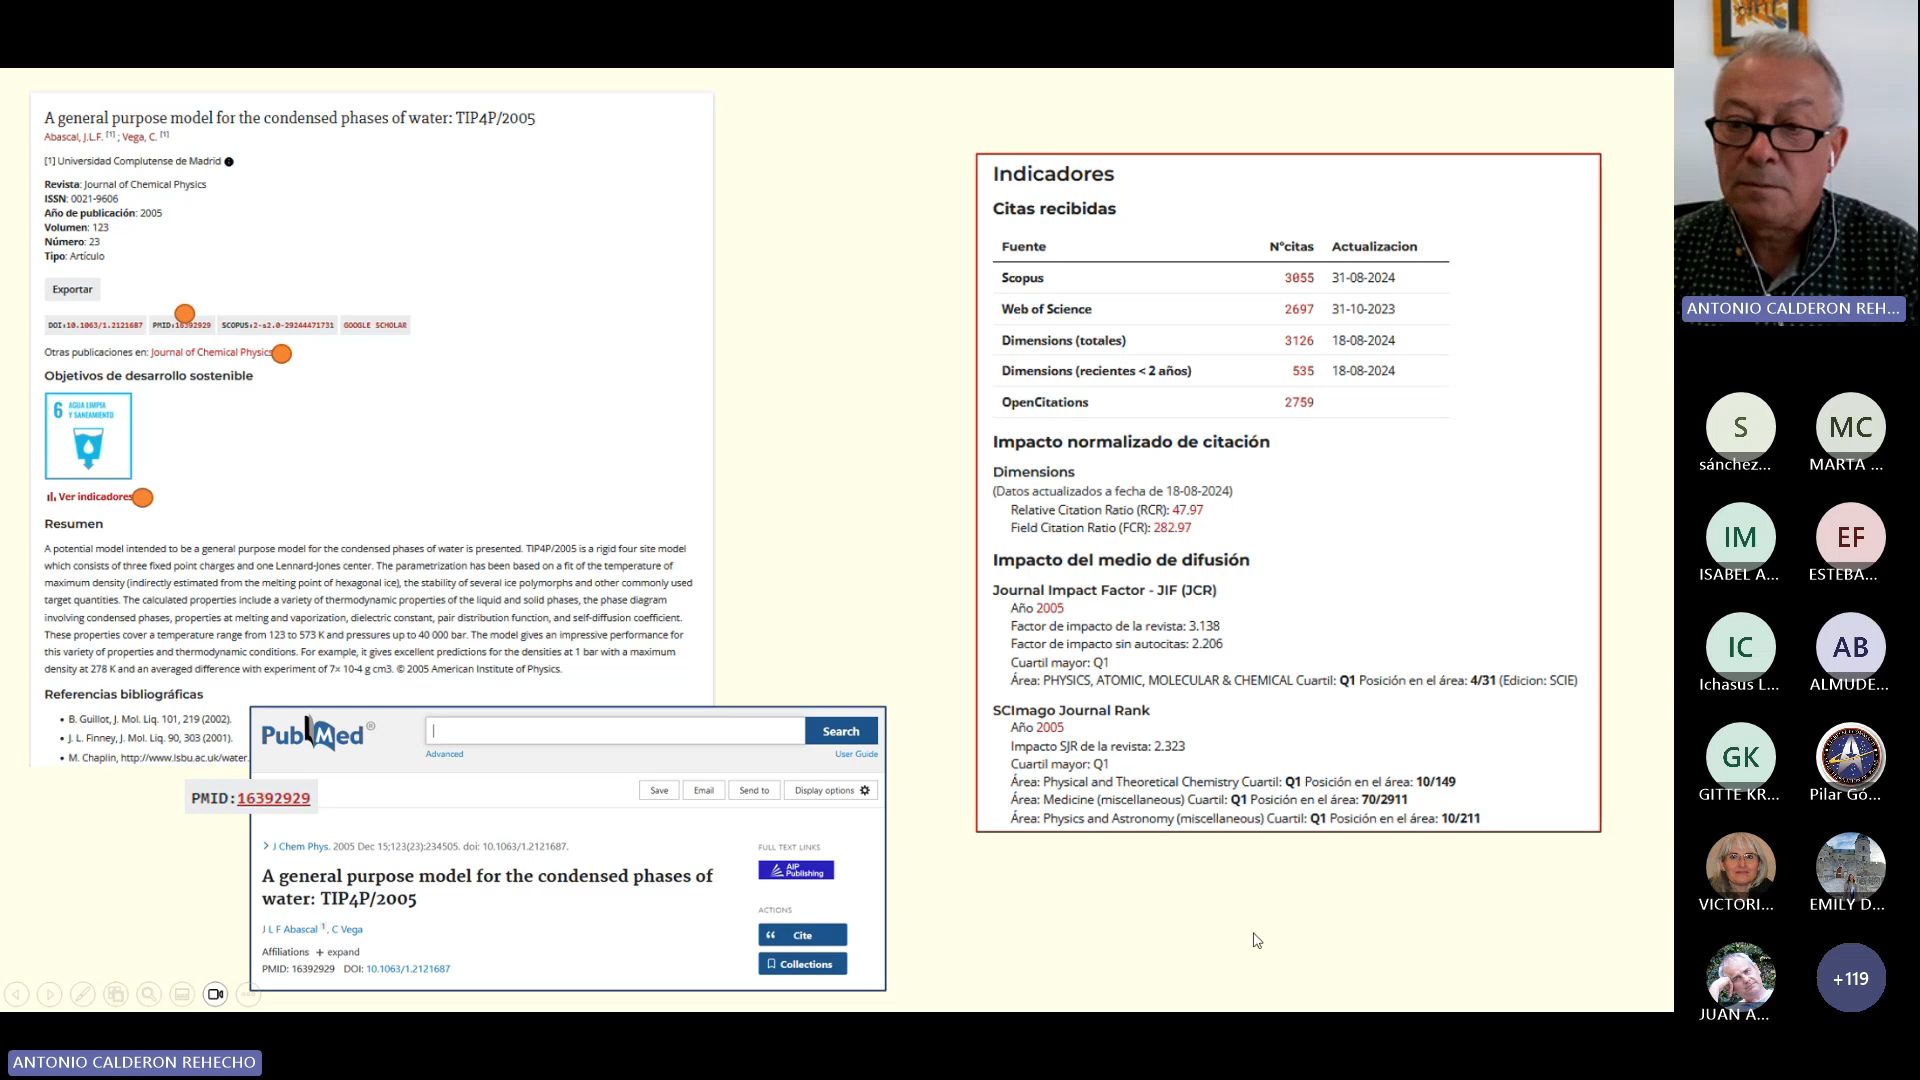 A general purpose model for the condensed phases of water: TIP4P/2005
Abascal, J.L.F. [1] ; Vega, C. [1]
[1] Universidad Complutense de Madrid
Revista: Journal of Chemical Physics
ISSN: 0021-9606
Año de publicación: 2005
Volumen: 123
Número: 23
Tipo: Artículo
Exportar
DOI:10.1063/1.2121687 PMID:16392929 SCOPUS:2-s2.0-29244471731 GOOGLE SCHOLAR
Otras publicaciones en: Journal of Chemical Physics
Objetivos de desarrollo sostenible
6 AGUA LIMPIA
Y SANEAMIENTO
Ver indicadores
Resumen
A potential model intended to be a general purpose model for the condensed phases of water is presented. TIP4P/2005 is a rigid four site model
which consists of three fixed point charges and one Lennard-Jones center. The parametrization has been based on a fit of the temperature of
maximum density (indirectly estimated from the melting point of hexagonal ice), the stability of several ice polymorphs and other commonly used
target quantities. The calculated properties include a variety of thermodynamic properties of the liquid and solid phases, the phase diagram
involving condensed phases, properties at melting and vaporization, dielectric constant, pair distribution function, and self-diffusion coefficient.
These properties cover a temperature range from 123 to 573 K and pressures up to 40 000 bar. The model gives an impressive performance for
this variety of properties and thermodynamic conditions. For example, it gives excellent predictions for the densities at 1 bar with a maximum
density at 278 K and an averaged difference with experiment of 7× 10-4 g cm3. © 2005 American Institute of Physics.
Referencias bibliográficas
• B. Guillot, J. Mol. Liq. 101, 219 (2002).
• J. L. Finney, J. Mol. Liq. 90, 303 (2001).
• M. Chaplin, http://www.lsbu.ac.uk/water.
PMID:16392929
PubMed®
Search
Advanced
User Guide
Save
Email
Send to
Display options
J Chem Phys. 2005 Dec 15;123(23):234505. doi: 10.1063/1.2121687.
A general purpose model for the condensed phases of
water: TIP4P/2005
J L F Abascal 1, C Vega
Affiliations + expand
PMID: 16392929 DOI: 10.1063/1.2121687
FULL TEXT LINKS
AIP
Publishing
ACTIONS
Cite
Collections
Indicadores
Citas recibidas
Fuente N°citas Actualizacion
Scopus 3055 31-08-2024
Web of Science 2697 31-10-2023
Dimensions (totales) 3126 18-08-2024
Dimensions (recientes < 2 años) 535 18-08-2024
OpenCitations 2759
Impacto normalizado de citación
Dimensions
(Datos actualizados a fecha de 18-08-2024)
Relative Citation Ratio (RCR): 47.97
Field Citation Ratio (FCR): 282.97
Impacto del medio de difusión
Journal Impact Factor - JIF (JCR)
Año 2005
Factor de impacto de la revista: 3.138
Factor de impacto sin autocitas: 2.206
Cuartil mayor: Q1
Área: PHYSICS, ATOMIC, MOLECULAR & CHEMICAL Cuartil: Q1 Posición en el área: 4/31 (Edicion: SCIE)
SCImago Journal Rank
Año 2005
Impacto SJR de la revista: 2.323
Cuartil mayor: Q1
Área: Physical and Theoretical Chemistry Cuartil: Q1 Posición en el área: 10/149
Área: Medicine (miscellaneous) Cuartil: Q1 Posición en el área: 70/2911
Área: Physics and Astronomy (miscellaneous) Cuartil: Q1 Posición en el área: 10/211
ANTONIO CALDERON REH...
S MC
sánchez... MARTA ...
IM EF
ISABEL A... ESTEBA...
IC AB
Ichasus L... ALMUDE...
GK
GITTE KR... Pilar Gó...
VICTORI... EMILY D...
+119
JUAN A...
ANTONIO CALDERON REHECHO